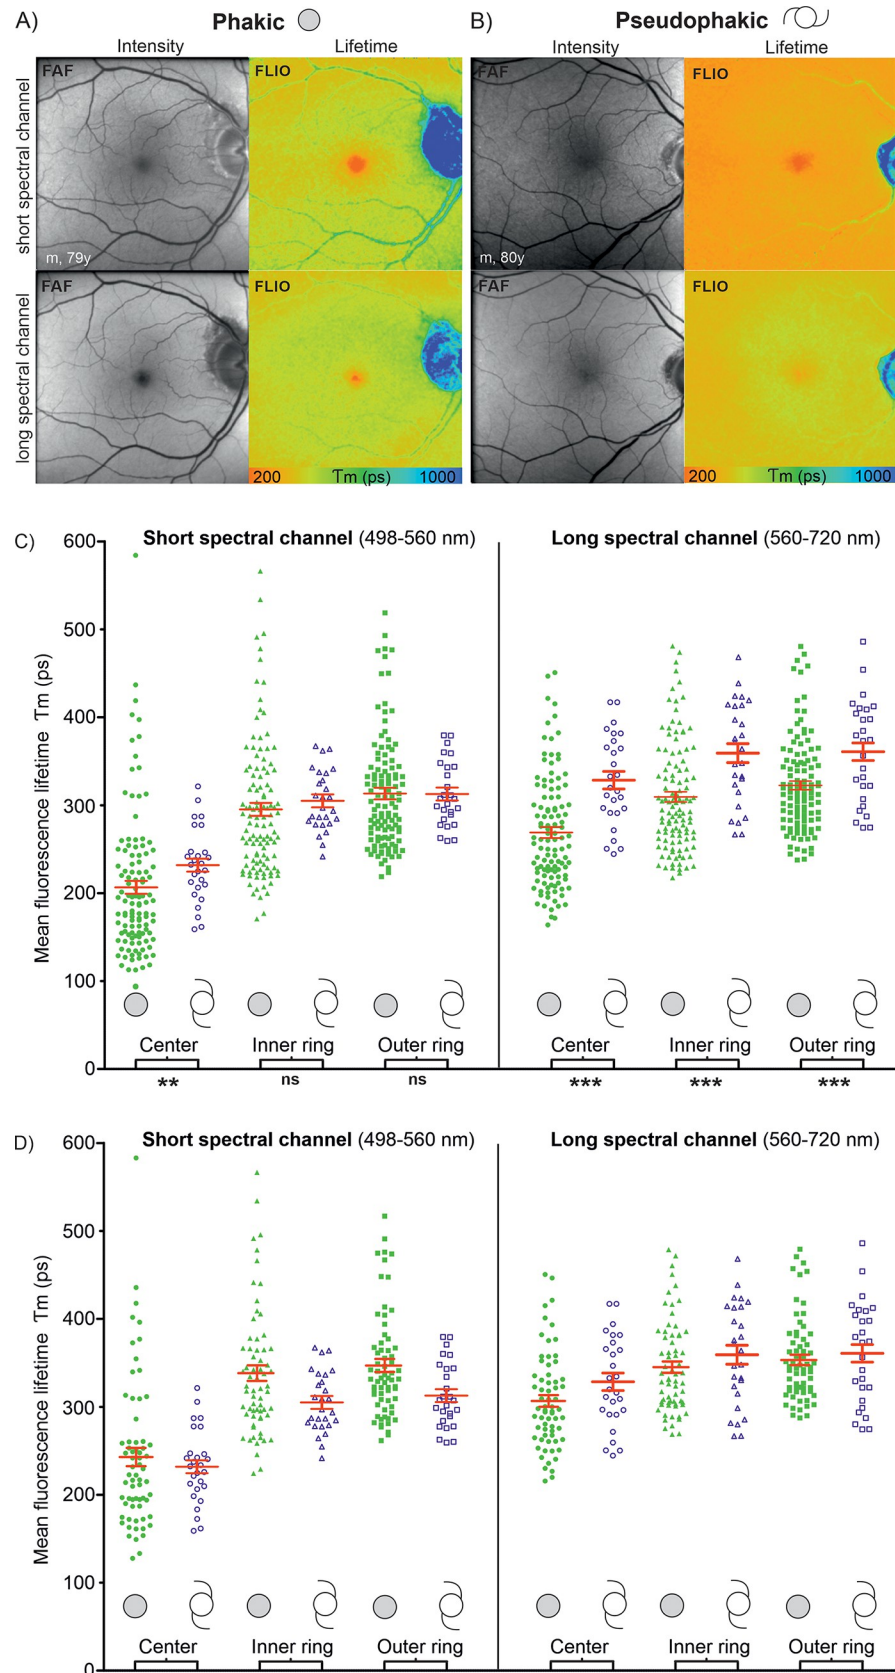 A) Phakic B) Pseudophakic
Intensity Lifetime Intensity Lifetime
short spectral channel
FAF FLIO FAF FLIO
m, 79y m, 80y
long spectral channel
FAF FLIO FAF FLIO
200 Ƭm (ps) 1000 200 Ƭm (ps) 1000
C) Short spectral channel (498-560 nm) Long spectral channel (560-720 nm)
Mean fluorescence lifetime Ƭm (ps)
600
500
400
300
200
100
0
Center Inner ring Outer ring Center Inner ring Outer ring
** ns ns *** *** ***
D) Short spectral channel (498-560 nm) Long spectral channel (560-720 nm)
Mean fluorescence lifetime Ƭm (ps)
600
500
400
300
200
100
0
Center Inner ring Outer ring Center Inner ring Outer ring